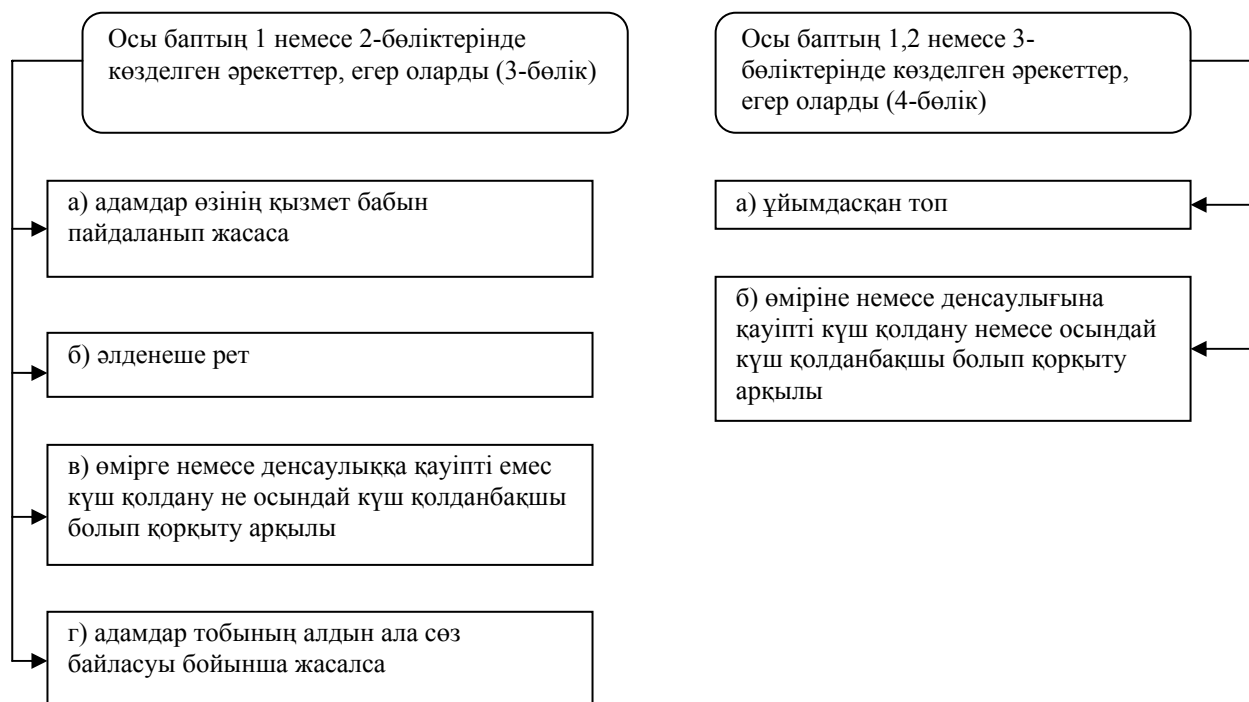 Осы баптың 1 немесе 2-бөліктерінде
көзделген әрекеттер, егер оларды (3-бөлік)
а) адамдар өзінің қызмет бабын
пайдаланып жасаса
б) әлденеше рет
в) өмірге немесе денсаулыққа қауіпті емес
күш қолдану не осындай күш қолданбақшы
болып қорқыту арқылы
г) адамдар тобының алдын ала сөз
байласуы бойынша жасалса
Осы баптың 1,2 немесе 3-
бөліктерінде көзделген әрекеттер,
егер оларды (4-бөлік)
а) ұйымдасқан топ
б) өміріне немесе денсаулығына
қауіпті күш қолдану немесе осындай
күш қолданбақшы болып қорқыту
арқылы